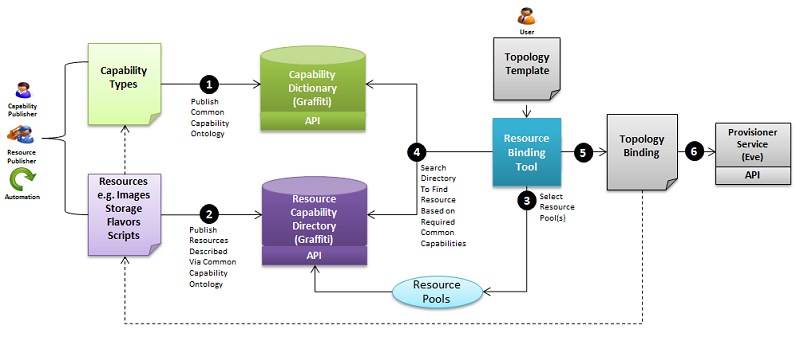 User
Topology
Template
Capability
Publisher
Resource
Publisher
Automation
Capability
Types
1
Publish
Common
Capability
Ontology
Capability
Dictionary
(Graffiti)
API
4
Search
Directory
To Find
Resource
Based on
Required
Common
Capabilities
Resource
Binding
Tool
5
Topology
Binding
6
Provisioner
Service
(Eve)
API
3
Select
Resource
Pool(s)
Resources
e.g. Images
Storage
Flavors
Scripts
2
Publish
Resources
Described
Via Common
Capability
Ontology
Resource
Capability
Directory
(Graffiti)
API
Resource
Pools